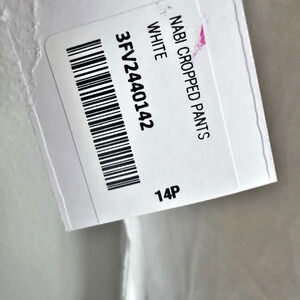 NABI CROPPED PANTS
WHITE
3FV2440142
14P